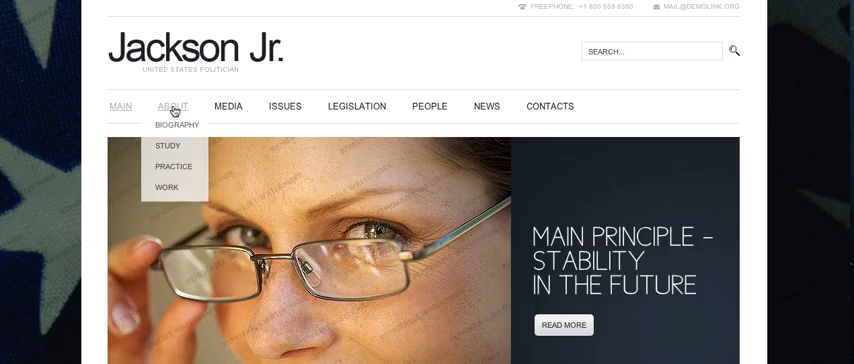 FREEPHONE: +1 800 559 6580 MAIL@DEMOLINK.ORG
Jackson Jr.
UNITED STATES POLITICIAN
SEARCH...
MAIN ABOUT MEDIA ISSUES LEGISLATION PEOPLE NEWS CONTACTS
BIOGRAPHY
STUDY
PRACTICE
WORK
MAIN PRINCIPLE –
STABILITY
IN THE FUTURE
READ MORE